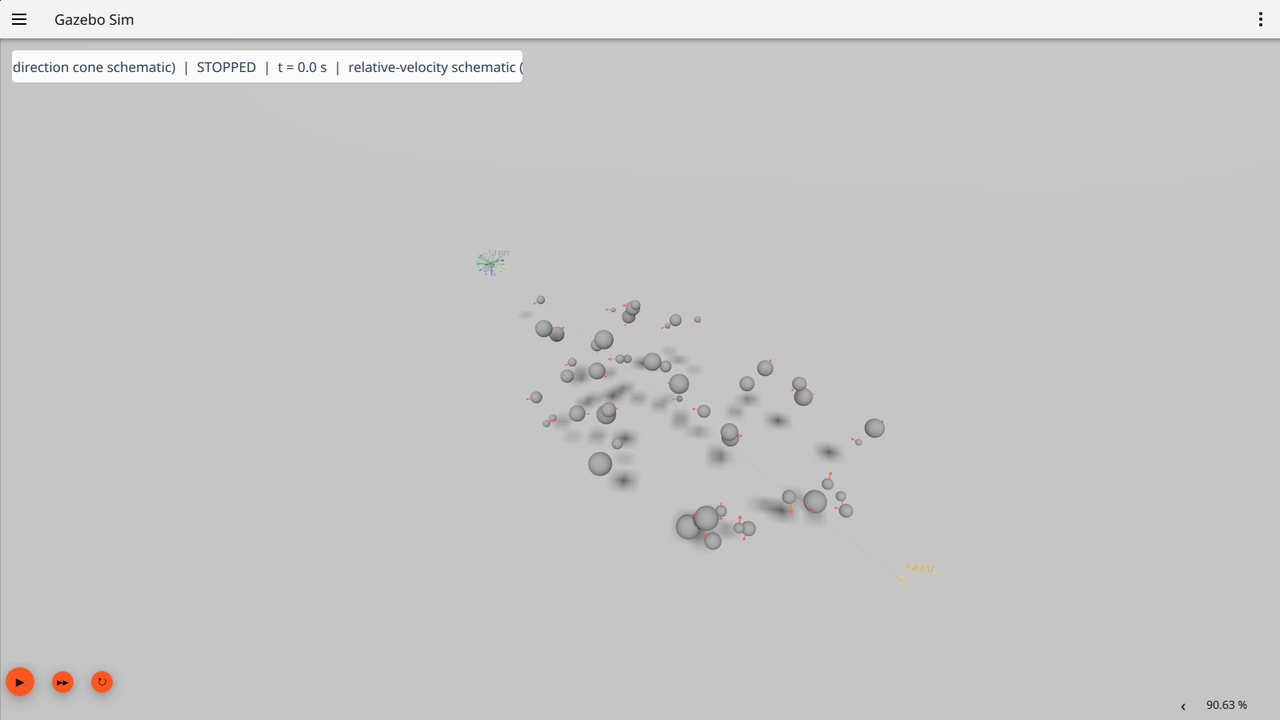 Gazebo Sim
direction cone schematic) | STOPPED | t = 0.0 s | relative-velocity schematic (
90.63 %